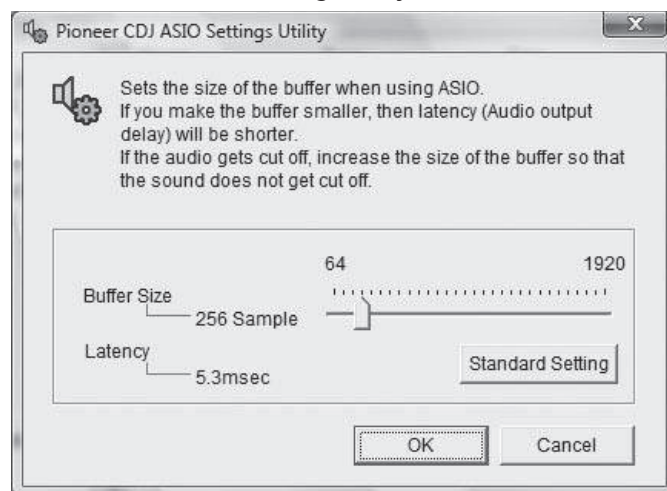 Pioneer CDJ ASIO Settings Utility
Sets the size of the buffer when using ASIO.
If you make the buffer smaller, then latency (Audio output
delay) will be shorter.
If the audio gets cut off, increase the size of the buffer so that
the sound does not get cut off.
64 1920
Buffer Size
256 Sample
Latency
5.3msec
Standard Setting
OK Cancel